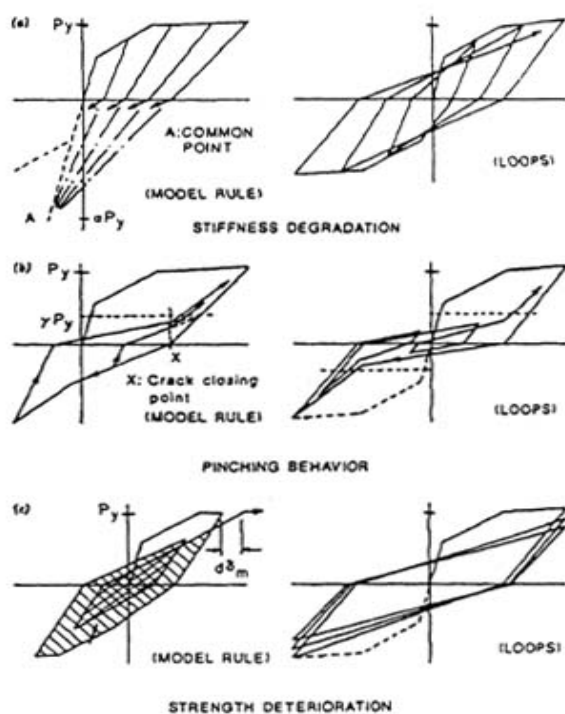 (a)
Py
A:COMMON
POINT
(MODEL RULE)
(LOOPS)
A
αPy
STIFFNESS DEGRADATION
(b)
Py
γPy
X
X: Crack closing
point
(MODEL RULE)
(LOOPS)
PINCHING BEHAVIOR
(c)
Py
dδm
(MODEL RULE)
(LOOPS)
STRENGTH DETERIORATION